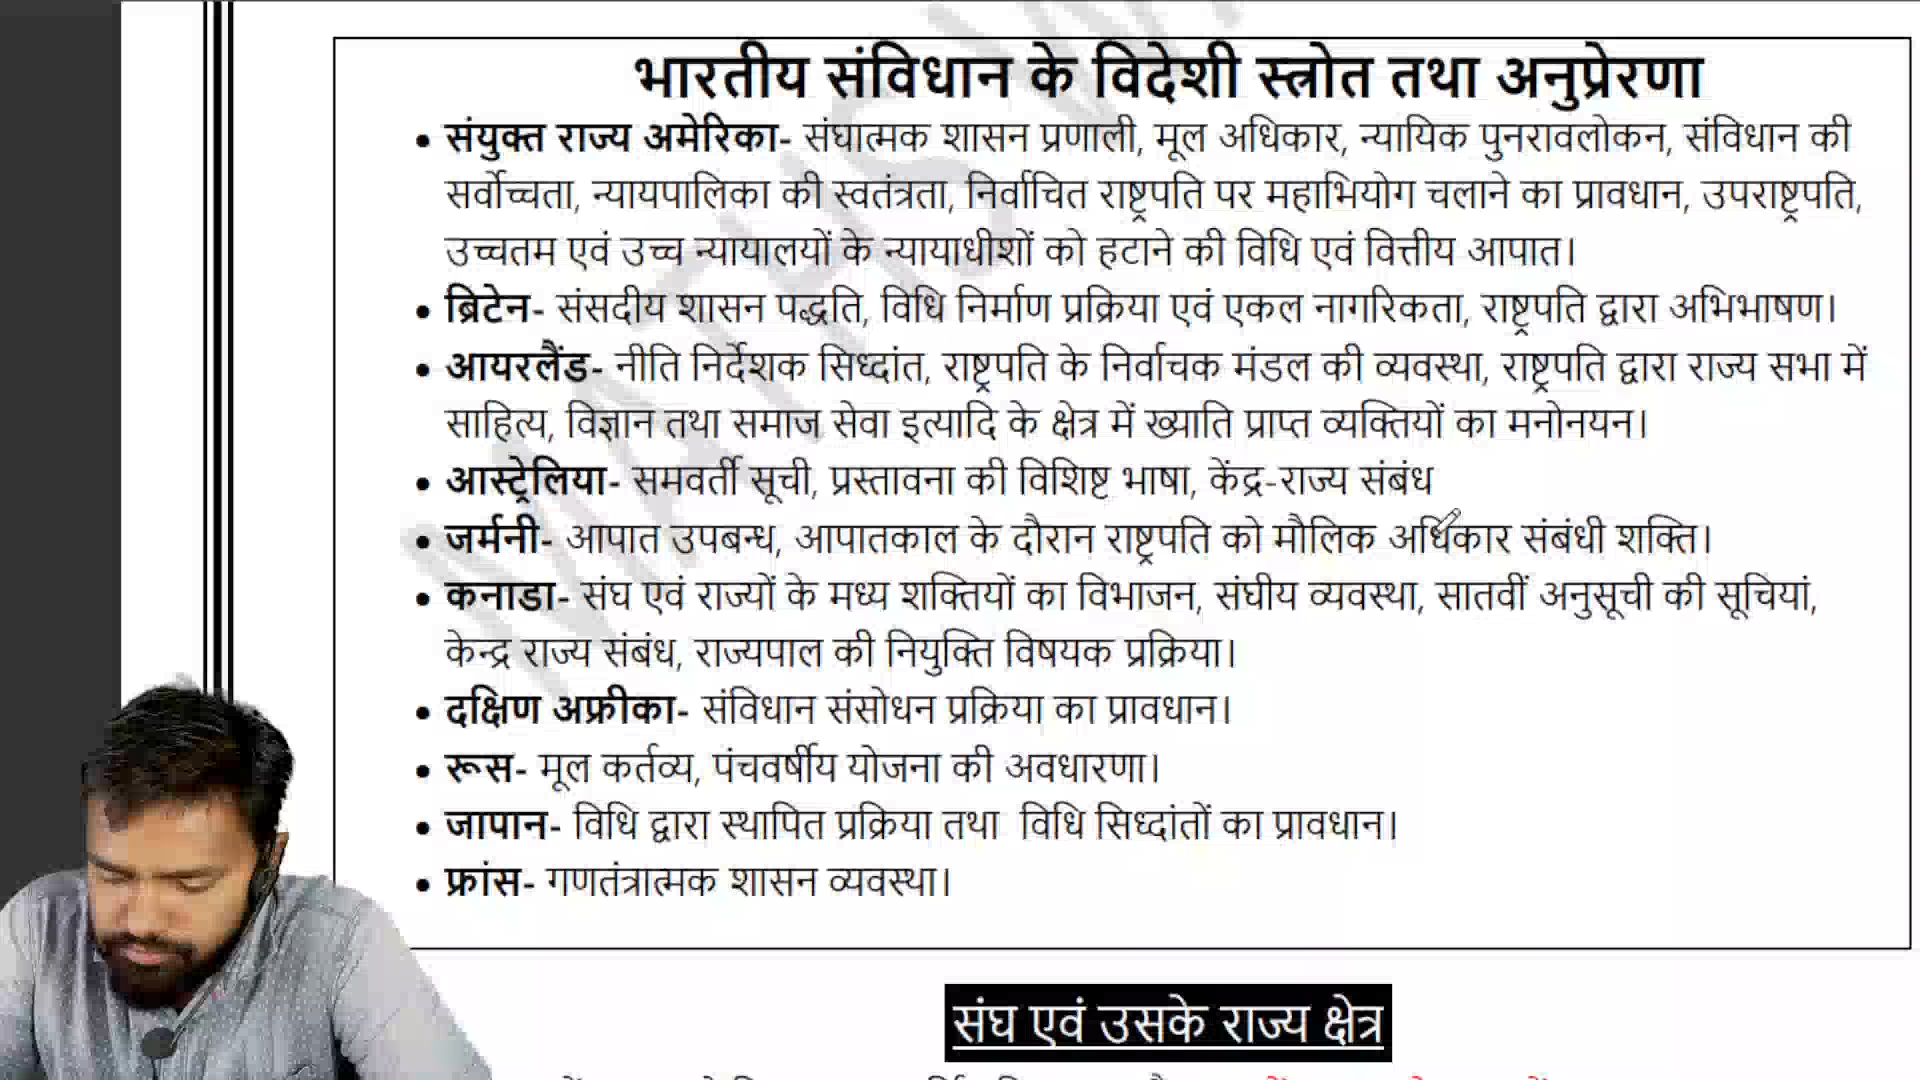 भारतीय संविधान के विदेशी स्त्रोत तथा अनुप्रेरणा
• संयुक्त राज्य अमेरिका- संघात्मक शासन प्रणाली, मूल अधिकार, न्यायिक पुनरावलोकन, संविधान की
सर्वोच्चता, न्यायपालिका की स्वतंत्रता, निर्वाचित राष्ट्रपति पर महाभियोग चलाने का प्रावधान, उपराष्ट्रपति,
उच्चतम एवं उच्च न्यायालयों के न्यायाधीशों को हटाने की विधि एवं वित्तीय आपात।
• ब्रिटेन- संसदीय शासन पद्धति, विधि निर्माण प्रक्रिया एवं एकल नागरिकता, राष्ट्रपति द्वारा अभिभाषण।
• आयरलैंड- नीति निर्देशक सिध्दांत, राष्ट्रपति के निर्वाचक मंडल की व्यवस्था, राष्ट्रपति द्वारा राज्य सभा में
साहित्य, विज्ञान तथा समाज सेवा इत्यादि के क्षेत्र में ख्याति प्राप्त व्यक्तियों का मनोनयन।
• आस्ट्रेलिया- समवर्ती सूची, प्रस्तावना की विशिष्ट भाषा, केंद्र-राज्य संबंध
• जर्मनी- आपात उपबन्ध, आपातकाल के दौरान राष्ट्रपति को मौलिक अधिकार संबंधी शक्ति।
• कनाडा- संघ एवं राज्यों के मध्य शक्तियों का विभाजन, संघीय व्यवस्था, सातवीं अनुसूची की सूचियां,
केन्द्र राज्य संबंध, राज्यपाल की नियुक्ति विषयक प्रक्रिया।
• दक्षिण अफ्रीका- संविधान संसोधन प्रक्रिया का प्रावधान।
• रूस- मूल कर्तव्य, पंचवर्षीय योजना की अवधारणा।
• जापान- विधि द्वारा स्थापित प्रक्रिया तथा विधि सिध्दांतों का प्रावधान।
• फ्रांस- गणतंत्रात्मक शासन व्यवस्था।
संघ एवं उसके राज्य क्षेत्र